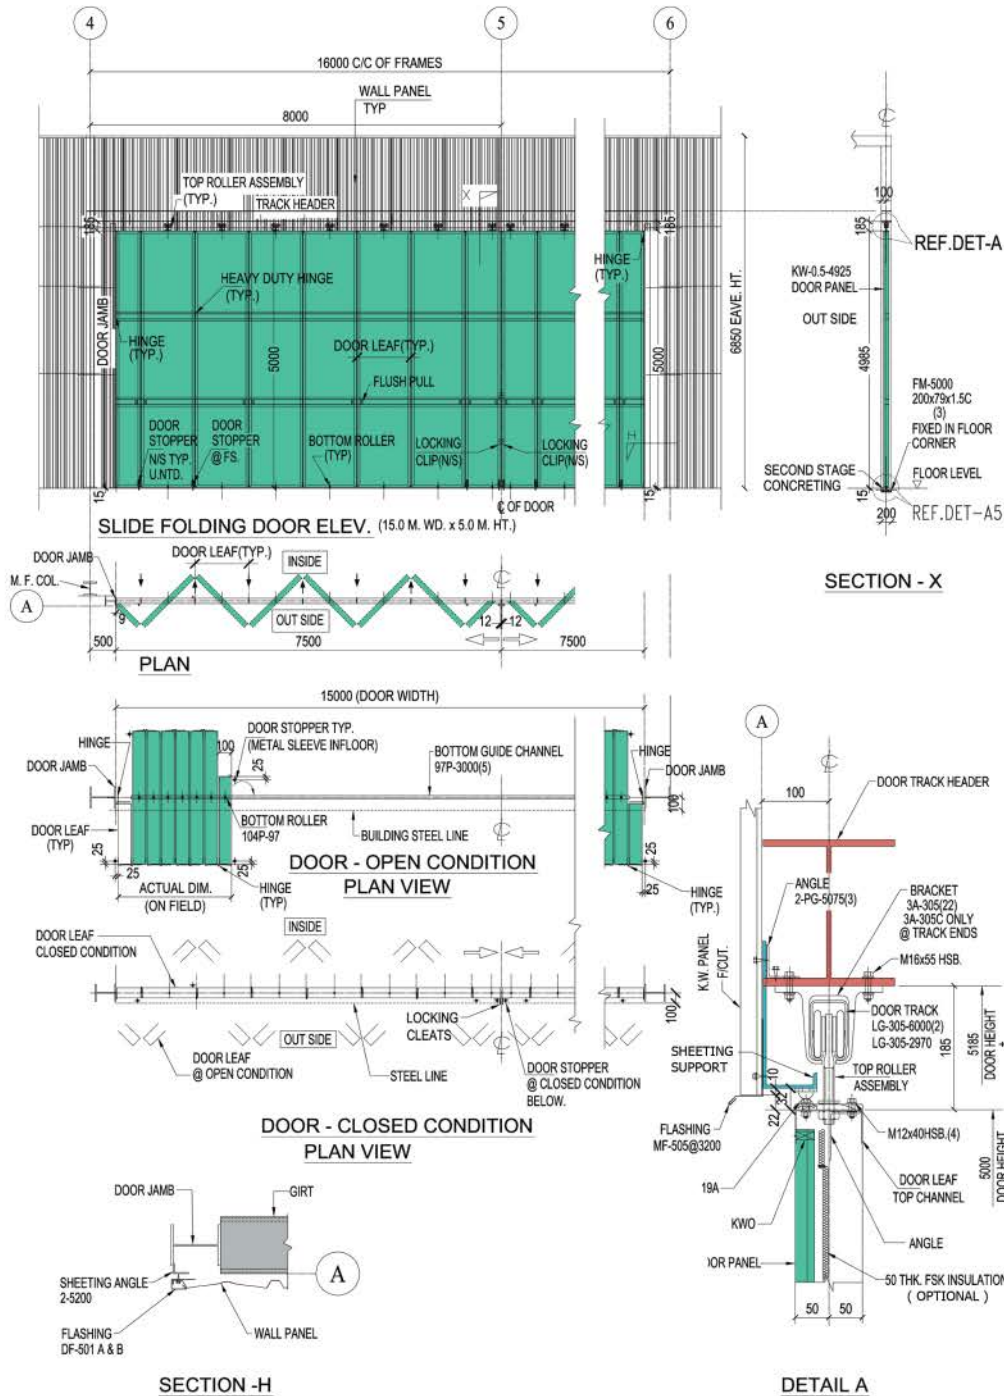 4
5
6
16000 C/C OF FRAMES
WALL PANEL
TYP
8000
TOP ROLLER ASSEMBLY
(TYP.)
TRACK HEADER
X
185
185
HINGE
(TYP.)
HEAVY DUTY HINGE
(TYP.)
DOOR JAMB
HINGE
(TYP.)
5000
DOOR LEAF(TYP.)
FLUSH PULL
5000
6850 EAVE. HT.
DOOR
STOPPER
N/S TYP.
U.NTD.
DOOR
STOPPER
@ FS.
BOTTOM ROLLER
(TYP)
LOCKING
CLIP(N/S)
LOCKING
CLIP(N/S)
H
15
15
℄ OF DOOR
SLIDE FOLDING DOOR ELEV. (15.0 M. WD. x 5.0 M. HT.)
℄
100
185
REF.DET-A
KW-0.5-4925
DOOR PANEL
OUT SIDE
4985
FM-5000
200x79x1.5C
(3)
FIXED IN FLOOR
CORNER
SECOND STAGE
CONCRETING
FLOOR LEVEL
15
200
REF.DET-A5
SECTION - X
DOOR JAMB
DOOR LEAF(TYP.)
INSIDE
℄
M. F. COL.
A
9
OUT SIDE
12
12
500
7500
7500
PLAN
15000 (DOOR WIDTH)
HINGE
100
DOOR STOPPER TYP.
(METAL SLEEVE INFLOOR)
25
DOOR JAMB
BOTTOM GUIDE CHANNEL
97P-3000(5)
HINGE
DOOR JAMB
100
DOOR LEAF
(TYP)
BOTTOM ROLLER
104P-97
BUILDING STEEL LINE
℄
25
25
25
25
DOOR - OPEN CONDITION
PLAN VIEW
ACTUAL DIM.
(ON FIELD)
HINGE
(TYP)
HINGE
(TYP.)
25
25
INSIDE
DOOR LEAF
CLOSED CONDITION
LOCKING
CLEATS
100
OUT SIDE
℄
DOOR LEAF
@ OPEN CONDITION
STEEL LINE
DOOR STOPPER
@ CLOSED CONDITION
BELOW.
DOOR - CLOSED CONDITION
PLAN VIEW
DOOR JAMB
GIRT
A
SHEETING ANGLE
2-5200
FLASHING
DF-501 A & B
WALL PANEL
SECTION -H
A
℄
100
DOOR TRACK HEADER
ANGLE
2-PG-5075(3)
BRACKET
3A-305(22)
3A-305C ONLY
@ TRACK ENDS
K.W. PANEL
F/CUT.
M16x55 HSB.
DOOR TRACK
LG-305-6000(2)
LG-305-2970
185
5185
DOOR HEIGHT
+
SHEETING
SUPPORT
10
32
22
TOP ROLLER
ASSEMBLY
FLASHING
MF-505@3200
M12x40HSB.(4)
19A
DOOR LEAF
TOP CHANNEL
5000
DOOR HEIGHT
KWO
ANGLE
OOR PANEL
50 THK. FSK INSULATION
( OPTIONAL )
50
50
DETAIL A